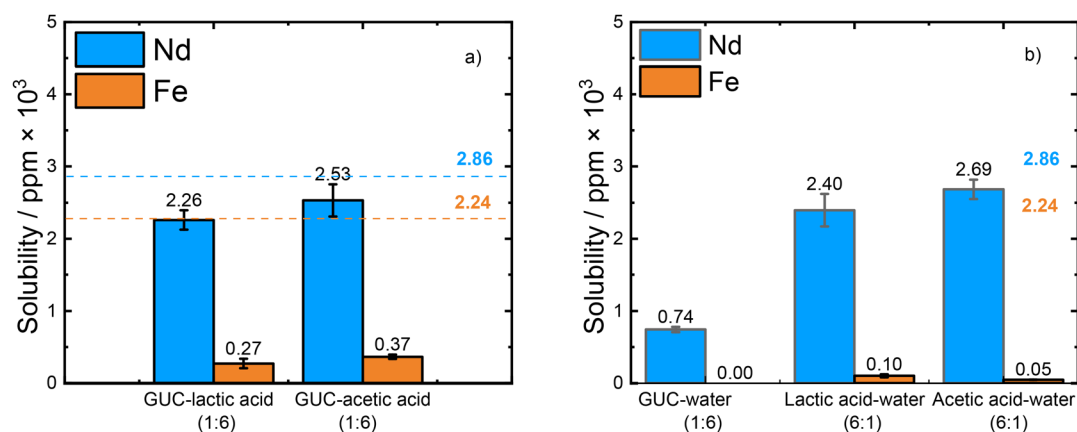 Solubility / ppm × 10³
5
4
3
2
1
0
Nd
Fe
a)
2.86
2.24
2.26
0.27
2.53
0.37
GUC-lactic acid
(1:6)
GUC-acetic acid
(1:6)
Solubility / ppm × 10³
5
4
3
2
1
0
Nd
Fe
b)
2.86
2.24
0.74
0.00
2.40
0.10
2.69
0.05
GUC-water
(1:6)
Lactic acid-water
(6:1)
Acetic acid-water
(6:1)